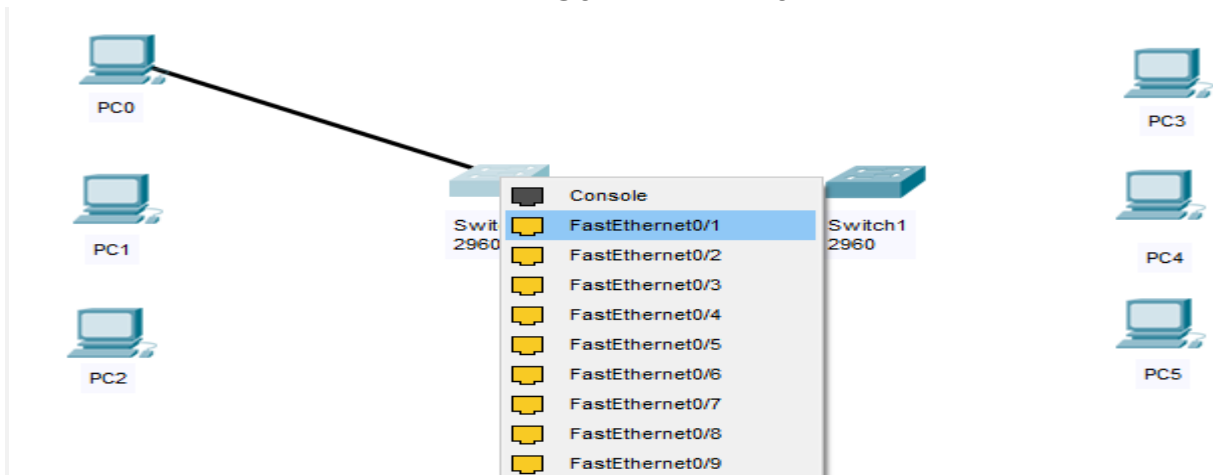 PC0
PC1
PC2
Swit
2960
Console
FastEthernet0/1
FastEthernet0/2
FastEthernet0/3
FastEthernet0/4
FastEthernet0/5
FastEthernet0/6
FastEthernet0/7
FastEthernet0/8
FastEthernet0/9
Switch1
2960
PC3
PC4
PC5